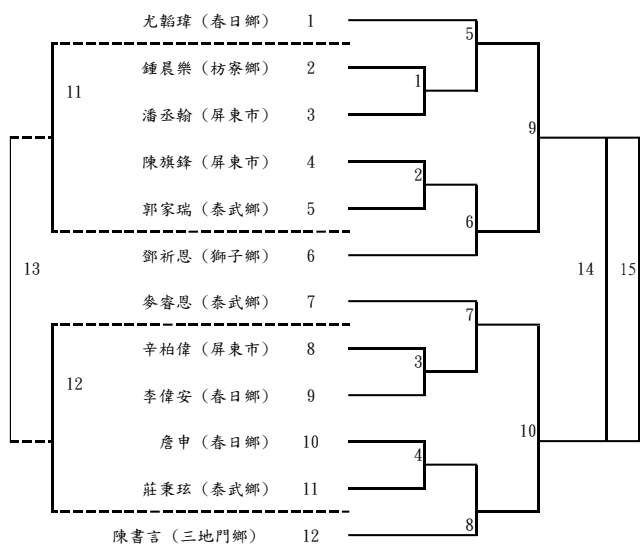 尤韜瑋（春日鄉） 1 5
鍾晨樂（枋寮鄉） 2
11 1
潘丞翰（屏東市） 3
9
陳旗鋒（屏東市） 4
2
郭家瑞（泰武鄉） 5
6
鄧祈恩（獅子鄉） 6
13 14 15
麥睿恩（泰武鄉） 7
7
辛柏偉（屏東市） 8
3
12
李偉安（春日鄉） 9
10
詹申（春日鄉） 10
4
莊秉玹（泰武鄉） 11
8
陳書言（三地門鄉） 12